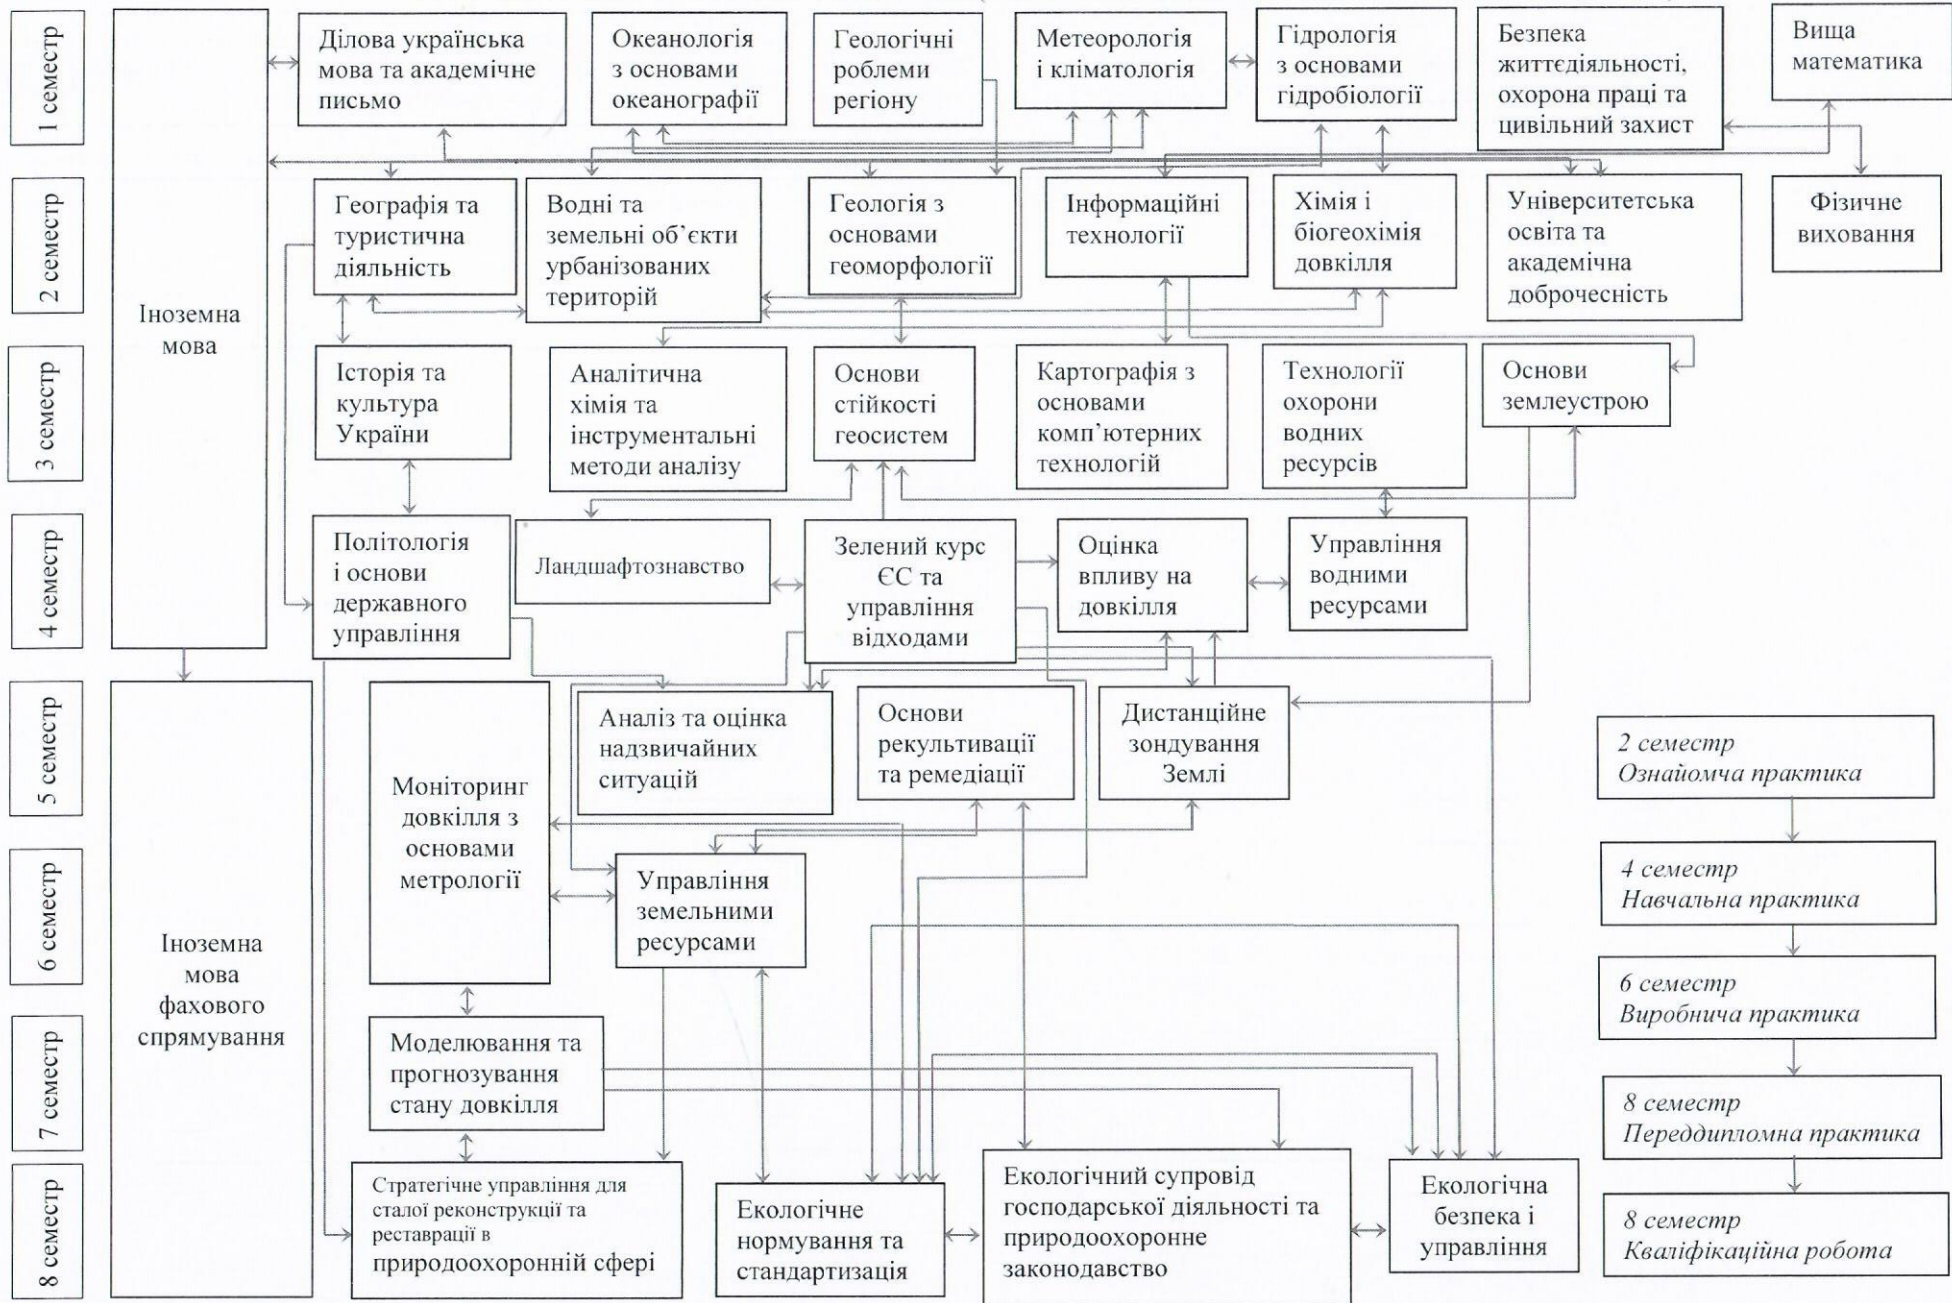 1 семестр
Ділова українська
мова та академічне
письмо
Океанологія
з основами
океанографії
Геологічні
роблеми
регіону
Метеорологія
і кліматологія
Гідрологія
з основами
гідробіології
Безпека
життєдіяльності,
охорона праці та
цивільний захист
Вища
математика
2 семестр
Іноземна
мова
Географія та
туристична
діяльність
Водні та
земельні об’єкти
урбанізованих
територій
Геологія з
основами
геоморфології
Інформаційні
технології
Хімія і
біогеохімія
довкілля
Університетська
освіта та
академічна
доброчесність
Фізичне
виховання
3 семестр
Історія та
культура
України
Аналітична
хімія та
інструментальні
методи аналізу
Основи
стійкості
геосистем
Картографія з
основами
комп’ютерних
технологій
Технології
охорони
водних
ресурсів
Основи
землеустрою
4 семестр
Політологія
і основи
державного
управління
Ландшафтознавство
Зелений курс
ЄС та
управління
відходами
Оцінка
впливу на
довкілля
Управління
водними
ресурсами
5 семестр
Моніторинг
довкілля з
основами
метрології
Аналіз та оцінка
надзвичайних
ситуацій
Основи
рекультивації
та ремедіації
Дистанційне
зондування
Землі
2 семестр
Ознайомча практика
6 семестр
Іноземна
мова
фахового
спрямування
Управління
земельними
ресурсами
4 семестр
Навчальна практика
6 семестр
Виробнича практика
7 семестр
Моделювання та
прогнозування
стану довкілля
8 семестр
Переддипломна практика
8 семестр
Стратегічне управління для
сталої реконструкції та
реставрації в
природоохоронній сфері
Екологічне
нормування та
стандартизація
Екологічний супровід
господарської діяльності та
природоохоронне
законодавство
Екологічна
безпека і
управління
8 семестр
Кваліфікаційна робота